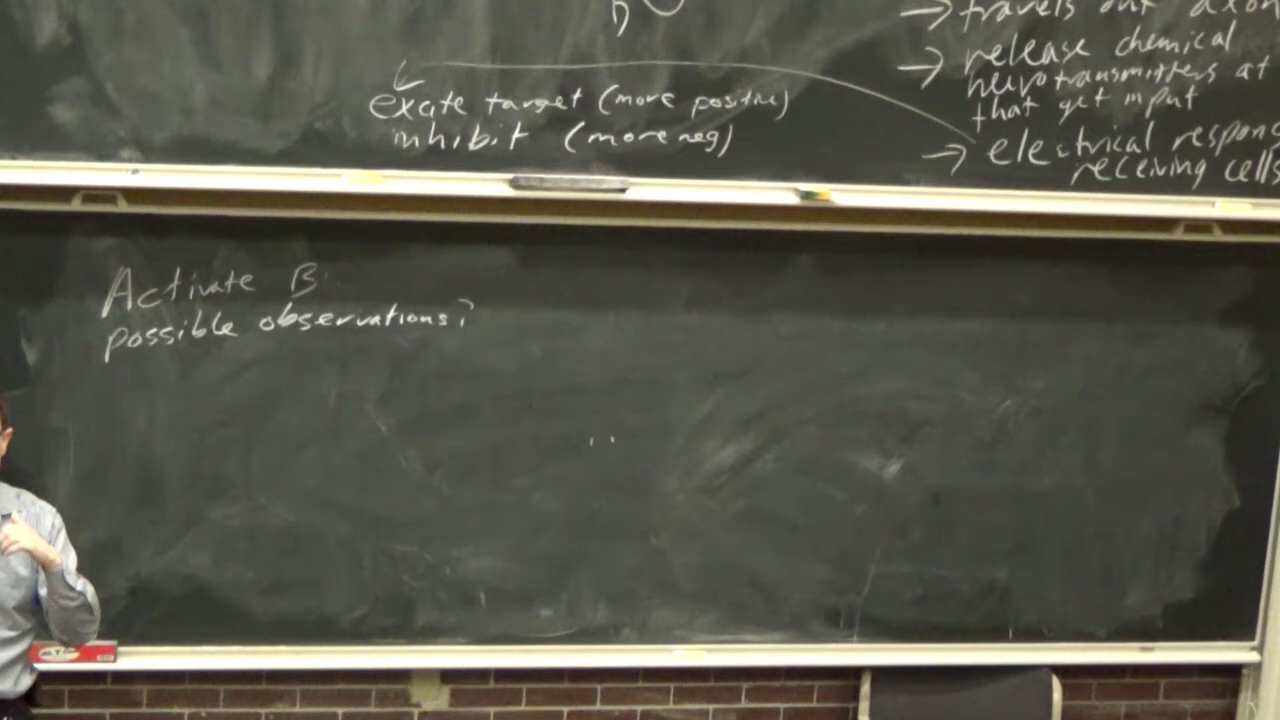 → travels out axon
→ release chemical
neurotransmitters at
that get input
→ electrical respons
receiving cells
excite target (more positive)
inhibit (more neg)
Activate B.
possible observations?